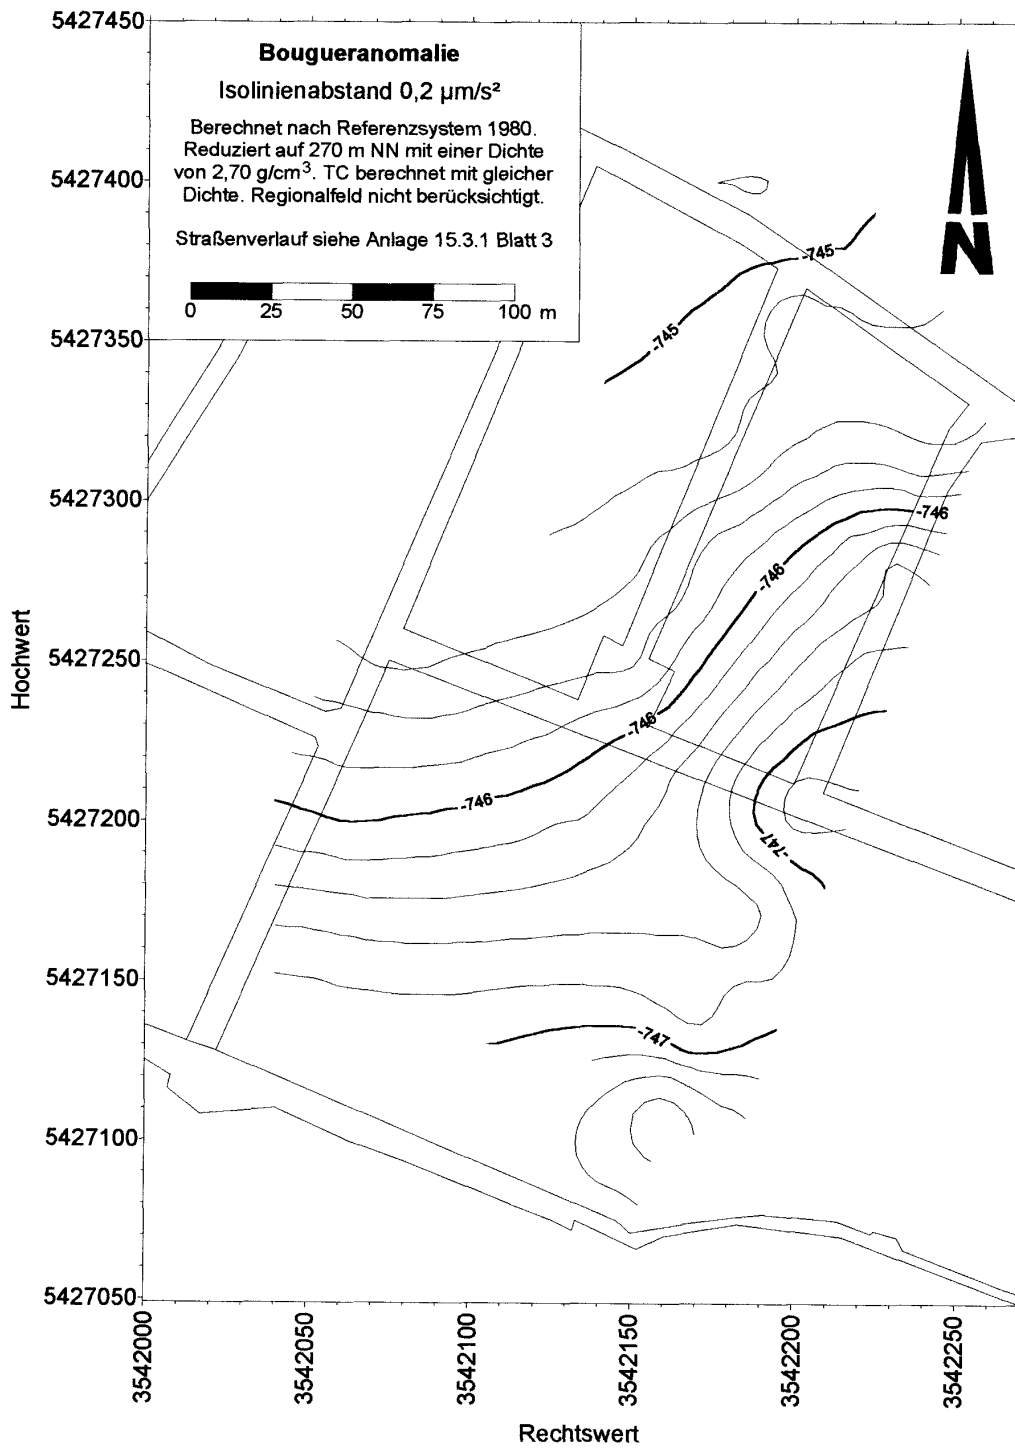 5427450
Bougueranomalie
Isolinienabstand 0,2 µm/s²
Berechnet nach Referenzsystem 1980.
Reduziert auf 270 m NN mit einer Dichte
von 2,70 g/cm³. TC berechnet mit gleicher
Dichte. Regionalfeld nicht berücksichtigt.
Straßenverlauf siehe Anlage 15.3.1 Blatt 3
0 25 50 75 100 m
N
5427400
5427350
5427300
5427250
5427200
5427150
5427100
5427050
-745
-745
-746
-746
-746
-746
-747
-747
Hochwert
3542000
3542050
3542100
3542150
3542200
3542250
Rechtswert